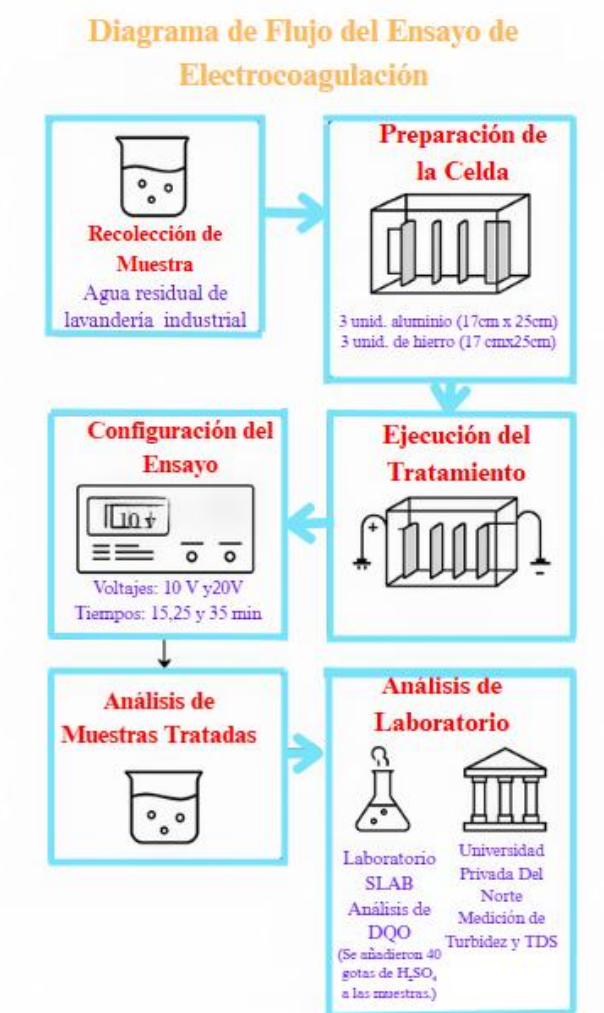 Diagrama de Flujo del Ensayo de
Electrocoagulación
Recolección de
Muestra
Agua residual de
lavandería industrial
Preparación de
la Celda
3 unid. aluminio (17cm x 25cm)
3 unid. de hierro (17 cmx25cm)
Ejecución del
Tratamiento
+
-
Configuración del
Ensayo
10 v
Voltajes: 10 V y20V
Tiempos: 15,25 y 35 min
Análisis de
Muestras Tratadas
Análisis de
Laboratorio
Laboratorio
SLAB
Análisis de
DQO
(Se añadieron 40
gotas de H₂SO₄
a las muestras.)
Universidad
Privada Del
Norte
Medición de
Turbidez y TDS